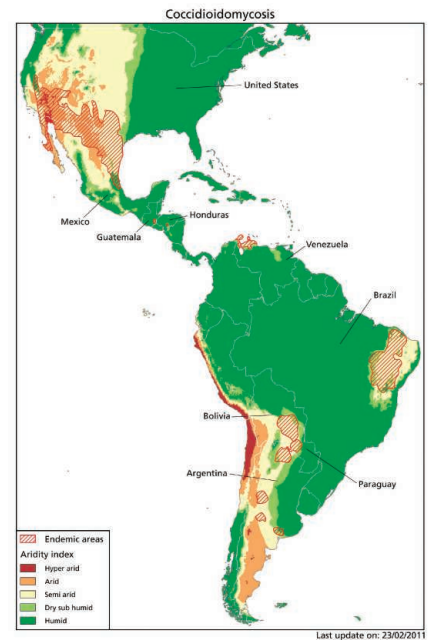 Coccidioidomycosis
United States
Mexico
Honduras
Guatemala
Venezuela
Brazil
Bolivia
Argentina
Paraguay
Endemic areas
Aridity index
Hyper arid
Arid
Semi arid
Dry sub humid
Humid
Last update on: 23/02/2011